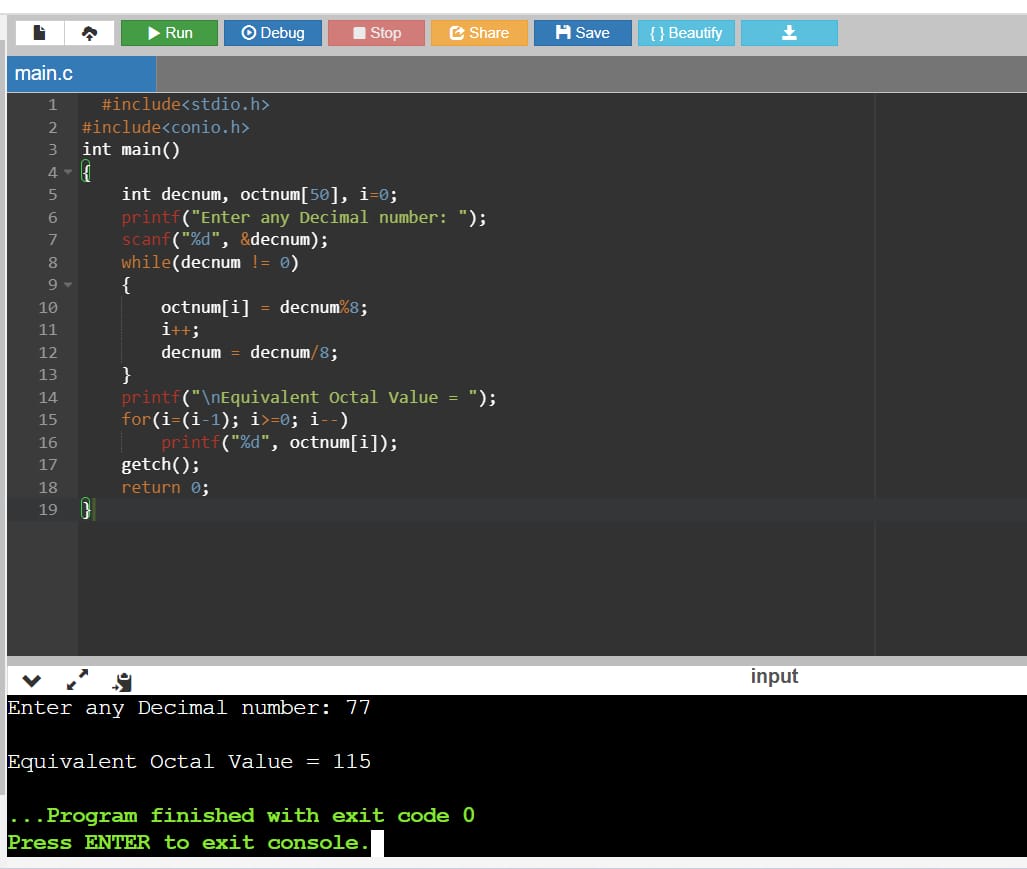 Run Debug Stop Share Save { } Beautify
main.c
1   #include<stdio.h>
2 #include<conio.h>
3 int main()
4 {
5     int decnum, octnum[50], i=0;
6     printf("Enter any Decimal number: ");
7     scanf("%d", &decnum);
8     while(decnum != 0)
9     {
10         octnum[i] = decnum%8;
11         i++;
12         decnum = decnum/8;
13     }
14     printf("\nEquivalent Octal Value = ");
15     for(i=(i-1); i>=0; i--)
16         printf("%d", octnum[i]);
17     getch();
18     return 0;
19 }
input
Enter any Decimal number: 77
Equivalent Octal Value = 115
...Program finished with exit code 0
Press ENTER to exit console.